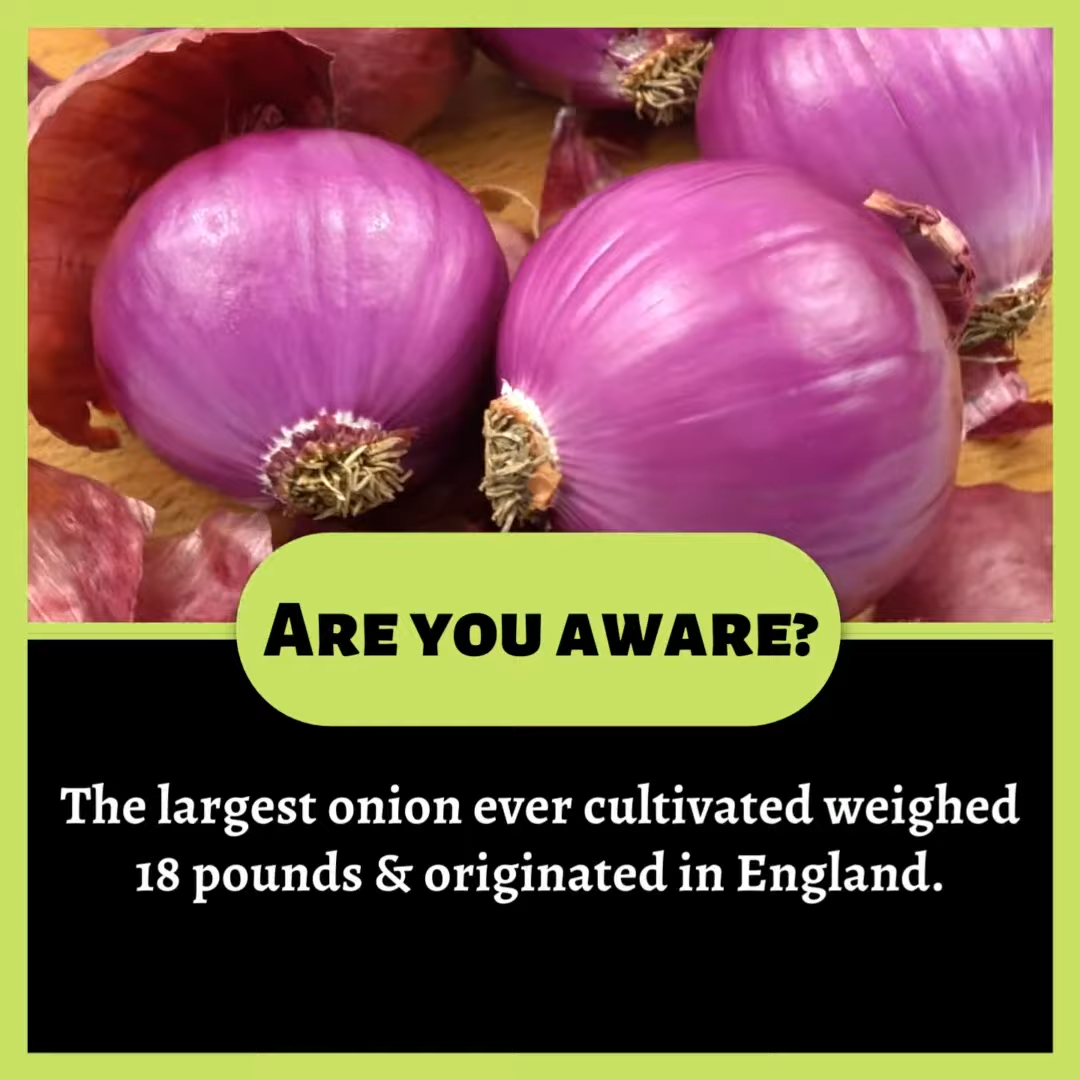 Are you aware?
The largest onion ever cultivated weighed
18 pounds & originated in England.